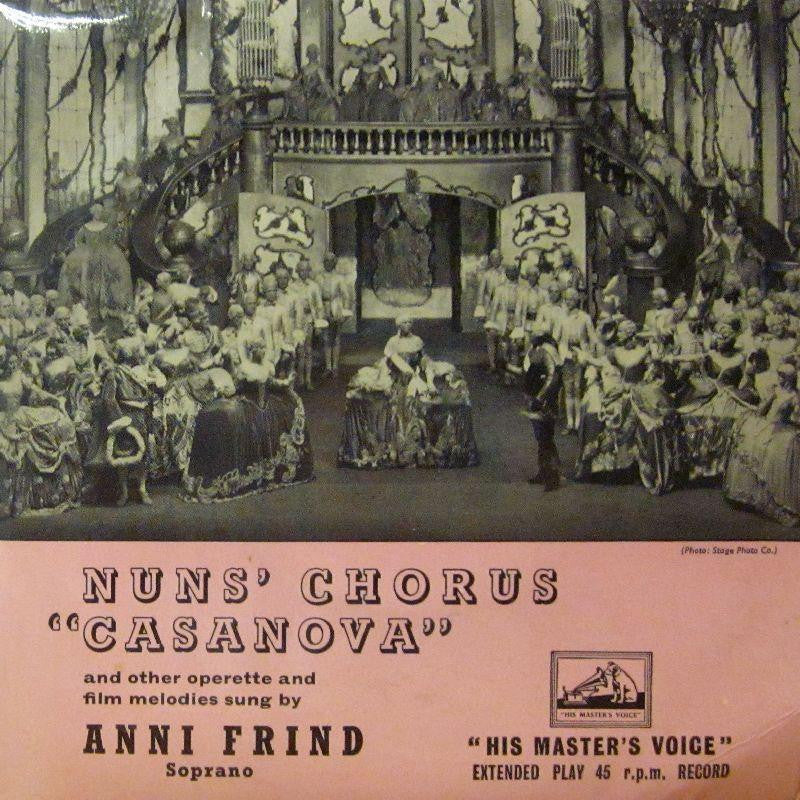 (Photo: Stage Photo Co.)
NUNS' CHORUS
"CASANOVA"
and other operette and
film melodies sung by
ANNI FRIND
Soprano
"HIS MASTER'S VOICE"
"HIS MASTER'S VOICE"
EXTENDED PLAY 45 r.p.m. RECORD